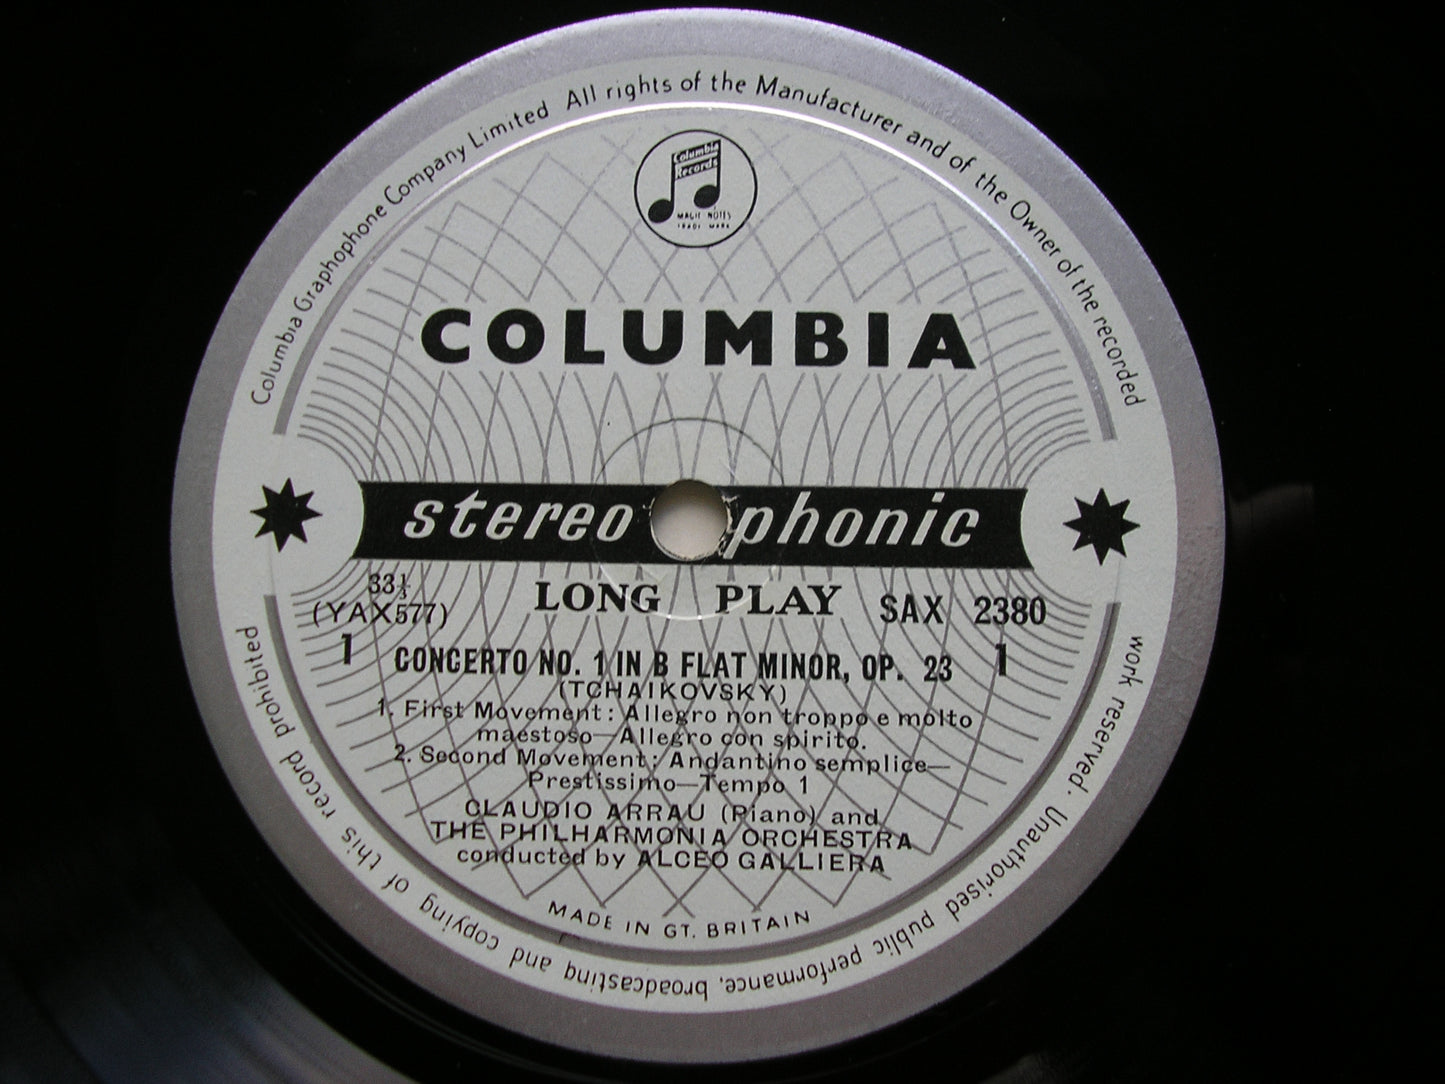 Columbia Graphophone Company Limited All rights of the Manufacturer and of the Owner of the recorded
work reserved. Unauthorised public performance, broadcasting and copying of this record prohibited
Columbia
Records
MAGIC NOTES
TRADE MARK
COLUMBIA
stereo phonic
33⅓
LONG PLAY
SAX 2380
(YAX577)
1
1
CONCERTO NO. 1 IN B FLAT MINOR, OP. 23
(TCHAIKOVSKY)
1. First Movement: Allegro non troppo e molto
maestoso—Allegro con spirito.
2. Second Movement: Andantino semplice—
Prestissimo—Tempo 1
CLAUDIO ARRAU (Piano) and
THE PHILHARMONIA ORCHESTRA
conducted by ALCEO GALLIERA
MADE IN GT. BRITAIN